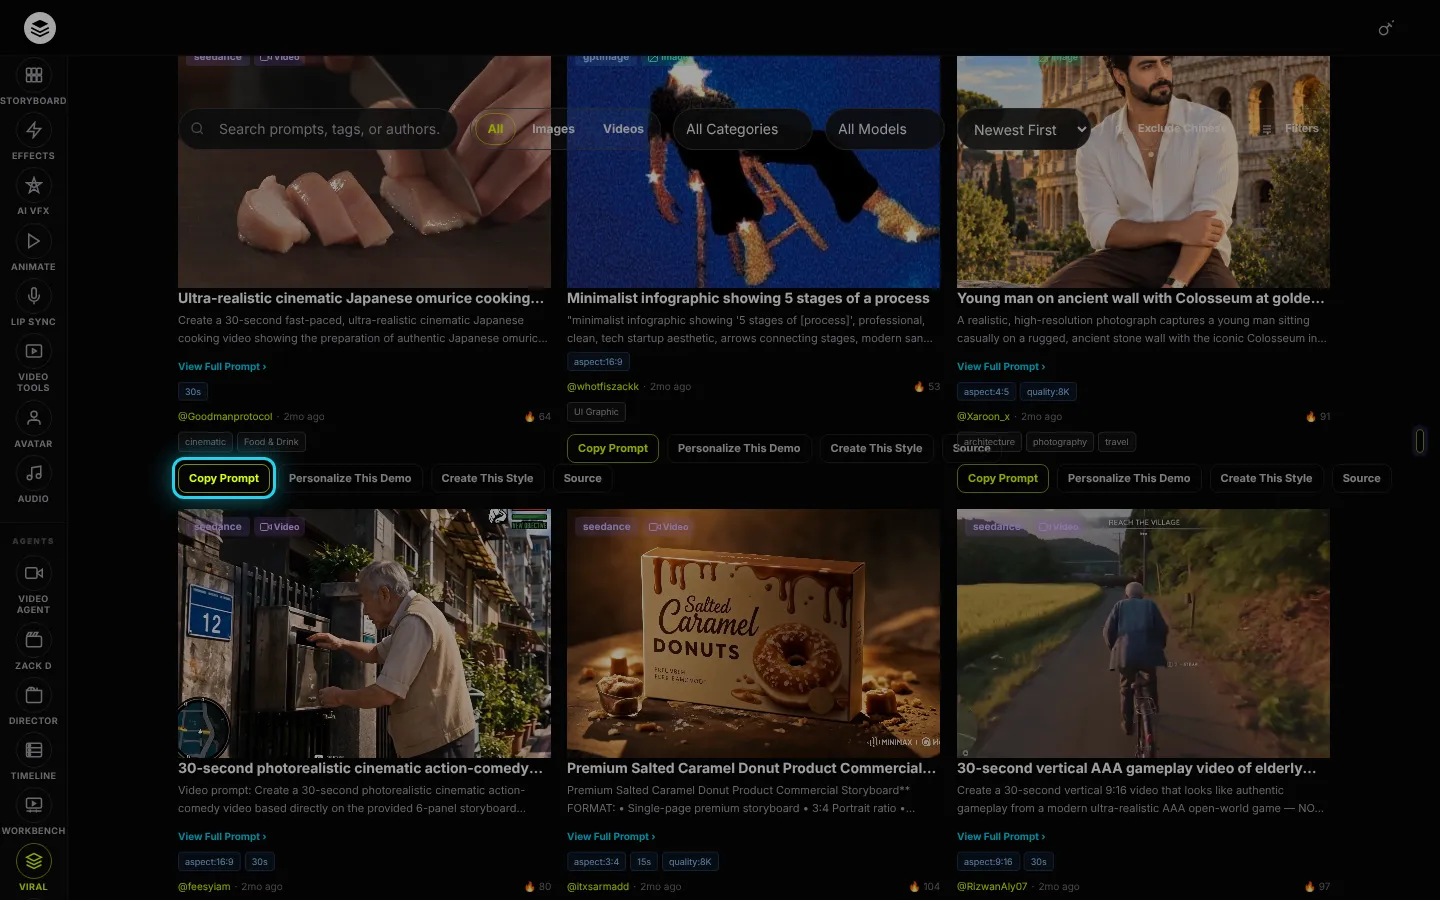 STORYBOARD
EFFECTS
AI VFX
ANIMATE
LIP SYNC
VIDEO
TOOLS
AVATAR
AUDIO
AGENTS
VIDEO
AGENT
ZACK D
DIRECTOR
TIMELINE
WORKBENCH
VIRAL
seedance Video
gptimage Image
Image
Search prompts, tags, or authors.
All Images Videos
All Categories
All Models
Newest First
Filters
Ultra-realistic cinematic Japanese omurice cooking...
Create a 30-second fast-paced, ultra-realistic cinematic Japanese
cooking video showing the preparation of authentic Japanese omuric...
View Full Prompt ›
30s
@Goodmanprotocol · 2mo ago 64
cinematic Food & Drink
Copy Prompt Personalize This Demo Create This Style Source
Minimalist infographic showing 5 stages of a process
"minimalist infographic showing '5 stages of [process]', professional,
clean, tech startup aesthetic, arrows connecting stages, modern san...
aspect:16:9
@whotfiszackk · 2mo ago 53
UI Graphic
Copy Prompt Personalize This Demo Create This Style Source
Young man on ancient wall with Colosseum at golde...
A realistic, high-resolution photograph captures a young man sitting
casually on a rugged, ancient stone wall with the iconic Colosseum in...
View Full Prompt ›
aspect:4:5 quality:8K
@Xaroon_x · 2mo ago 91
architecture photography travel
Copy Prompt Personalize This Demo Create This Style Source
seedance Video
12
30-second photorealistic cinematic action-comedy...
Video prompt: Create a 30-second photorealistic cinematic action-
comedy video based directly on the provided 6-panel storyboard...
View Full Prompt ›
aspect:16:9 30s
@feesyiam · 2mo ago 80
seedance Video
Salted
Caramel
DONUTS
MINIMAX
Premium Salted Caramel Donut Product Commercial...
Premium Salted Caramel Donut Product Commercial Storyboard**
FORMAT: • Single-page premium storyboard • 3:4 Portrait ratio •...
View Full Prompt ›
aspect:3:4 15s quality:8K
@itxsarmadd · 2mo ago 104
seedance Video
REACH THE VILLAGE
30-second vertical AAA gameplay video of elderly...
Create a 30-second vertical 9:16 video that looks like authentic
gameplay from a modern ultra-realistic AAA open-world game — NO...
View Full Prompt ›
aspect:9:16 30s
@RizwanAly07 · 2mo ago 97